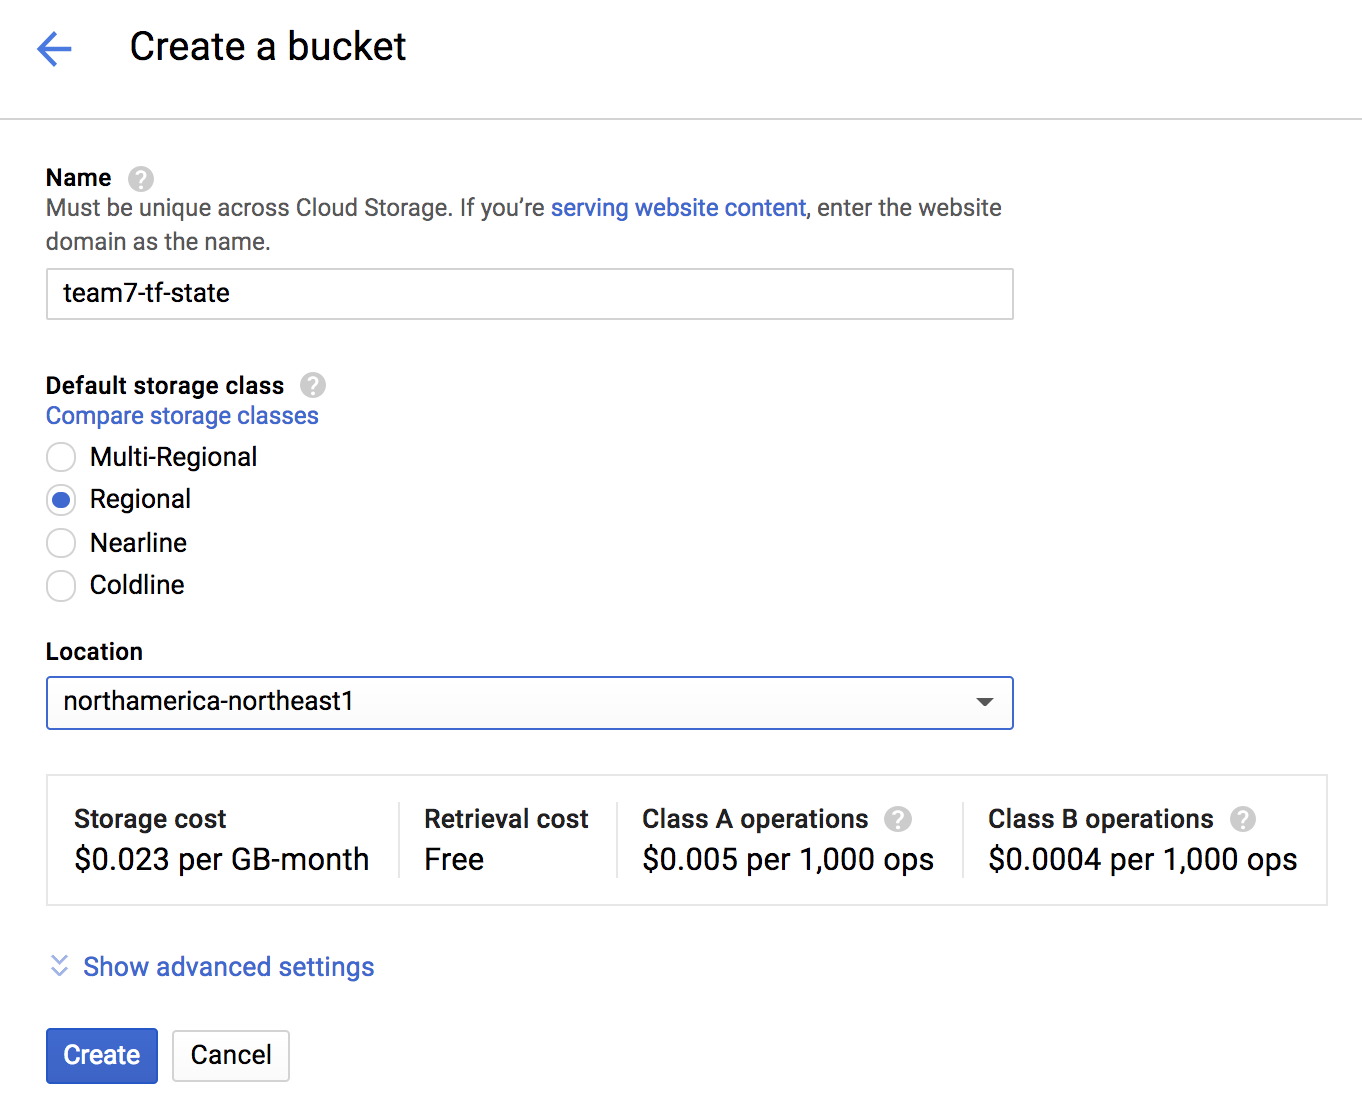 Create a bucket
Name
Must be unique across Cloud Storage. If you’re serving website content, enter the website
domain as the name.
team7-tf-state
Default storage class
Compare storage classes
Multi-Regional
Regional
Nearline
Coldline
Location
northamerica-northeast1
Storage cost
$0.023 per GB-month
Retrieval cost
Free
Class A operations
$0.005 per 1,000 ops
Class B operations
$0.0004 per 1,000 ops
Show advanced settings
Create
Cancel